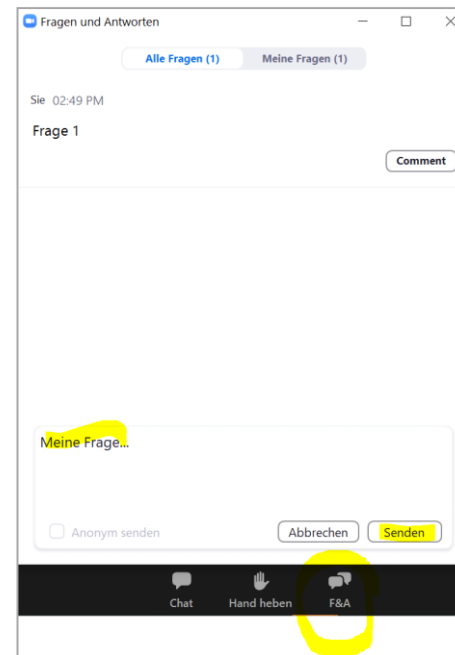 Fragen und Antworten
Alle Fragen (1) Meine Fragen (1)
Sie 02:49 PM
Frage 1
Comment
Meine Frage...
Anonym senden Abbrechen Senden
Chat Hand heben F&A